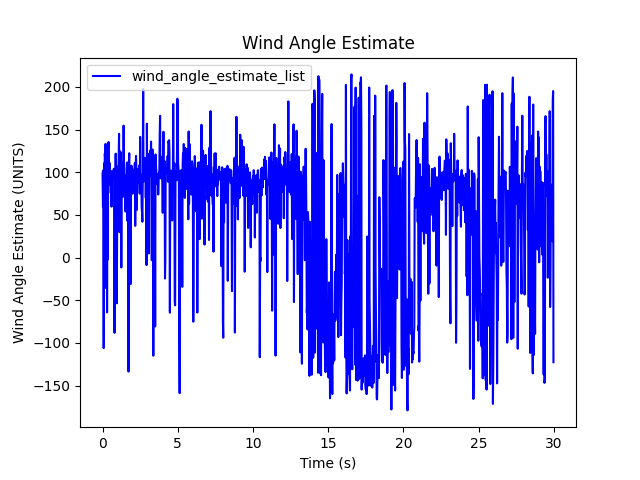 Wind Angle Estimate
wind_angle_estimate_list
Wind Angle Estimate (UNITS)
200
150
100
50
0
−50
−100
−150
0 5 10 15 20 25 30
Time (s)